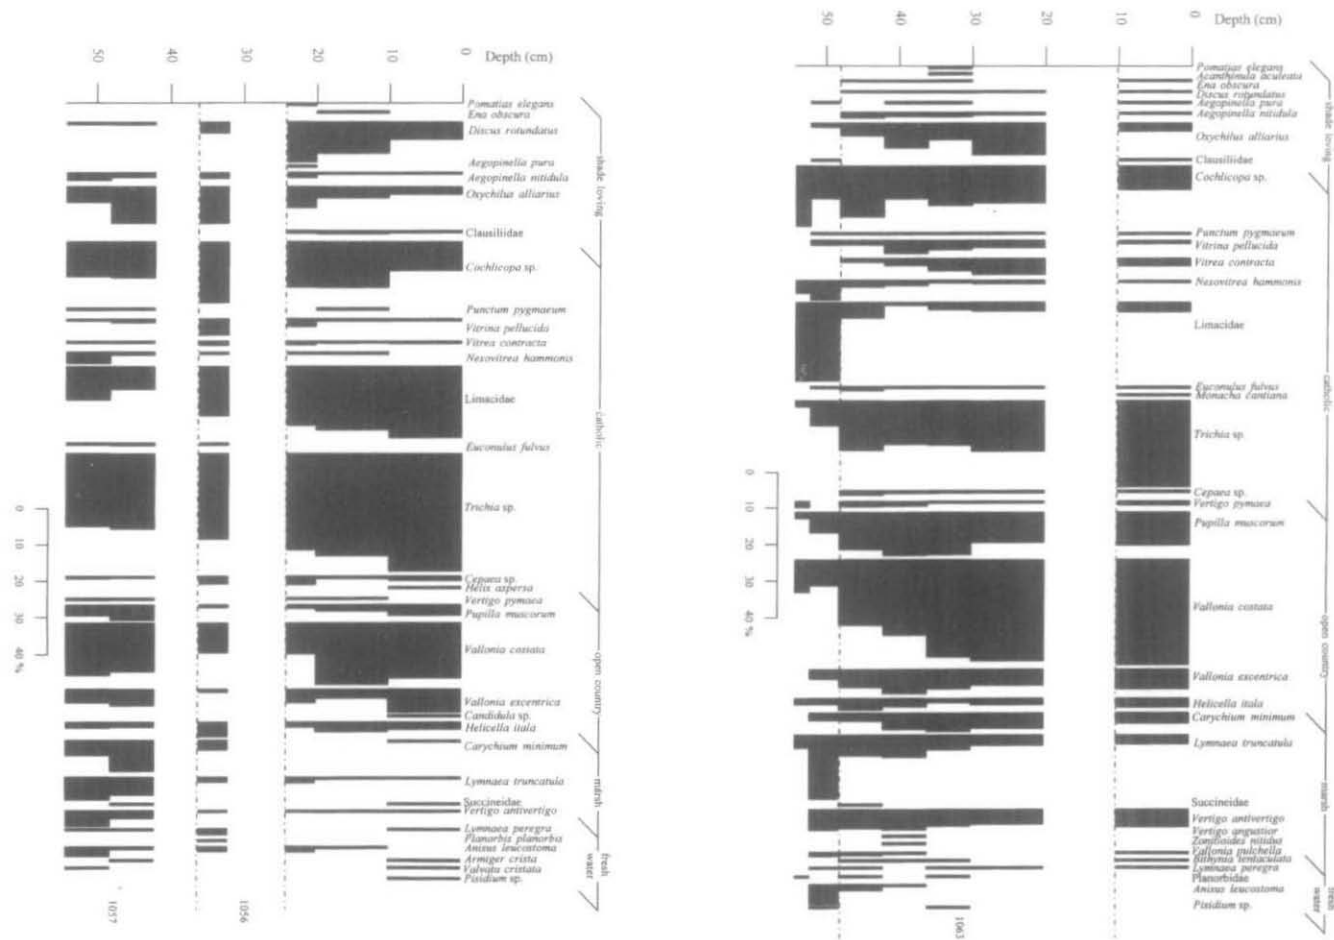 50
40
30
20
10
0
Depth (cm)
Pomatias elegans
Ena obscura
Discus rotundatus
Aegopinella pura
Aegopinella nitidula
Oxychilus alliarius
Clausiliidae
Cochlicopa sp.
Punctum pygmaeum
Vitrina pellucida
Vitrea contracta
Nesovitrea hammonis
Limacidae
Euconulus fulvus
Trichia sp.
Cepaea sp.
Helix aspersa
Vertigo pymaea
Pupilla muscorum
Vallonia costata
Vallonia excentrica
Candidula sp.
Helicella itala
Carychium minimum
Lymnaea truncatula
Succineidae
Vertigo antivertigo
Lymnaea peregra
Planorbis planorbis
Anisus leucostoma
Armiger crista
Valvata cristata
Pisidium sp.
shade loving
catholic
open country
marsh
fresh
water
0
10
20
30
40 %
1057
1056
50
40
30
20
10
0
Depth (cm)
Pomatias elegans
Acanthinula aculeata
Ena obscura
Discus rotundatus
Aegopinella pura
Aegopinella nitidula
Oxychilus alliarius
Clausiliidae
Cochlicopa sp.
Punctum pygmaeum
Vitrina pellucida
Vitrea contracta
Nesovitrea hammonis
Limacidae
Euconulus fulvus
Monacha cantiana
Trichia sp.
Cepaea sp.
Vertigo pymaea
Pupilla muscorum
Vallonia costata
Vallonia excentrica
Helicella itala
Carychium minimum
Lymnaea truncatula
Succineidae
Vertigo antivertigo
Vertigo angustior
Zonitoides nitidus
Vallonia pulchella
Bithynia tentaculata
Lymnaea peregra
Planorbidae
Anisus leucostoma
Pisidium sp.
shade loving
catholic
open country
marsh
fresh
water
0
10
20
30
40 %
1063